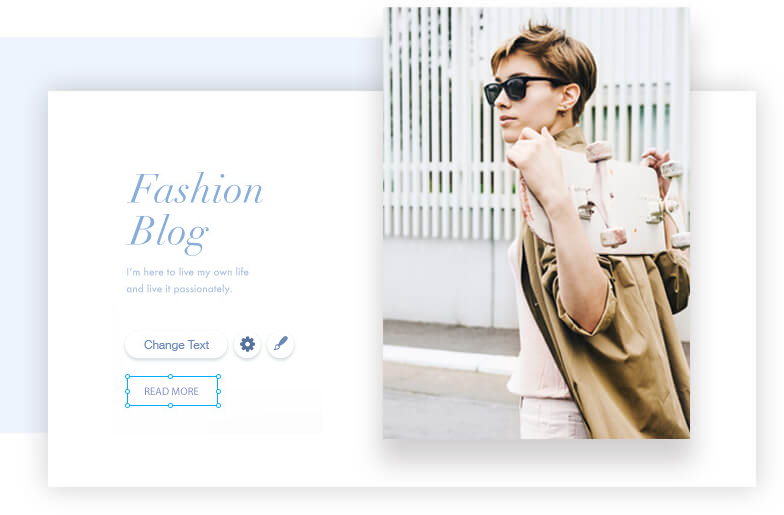 Fashion
Blog
I'm here to live my own life
and live it passionately.
Change Text
READ MORE